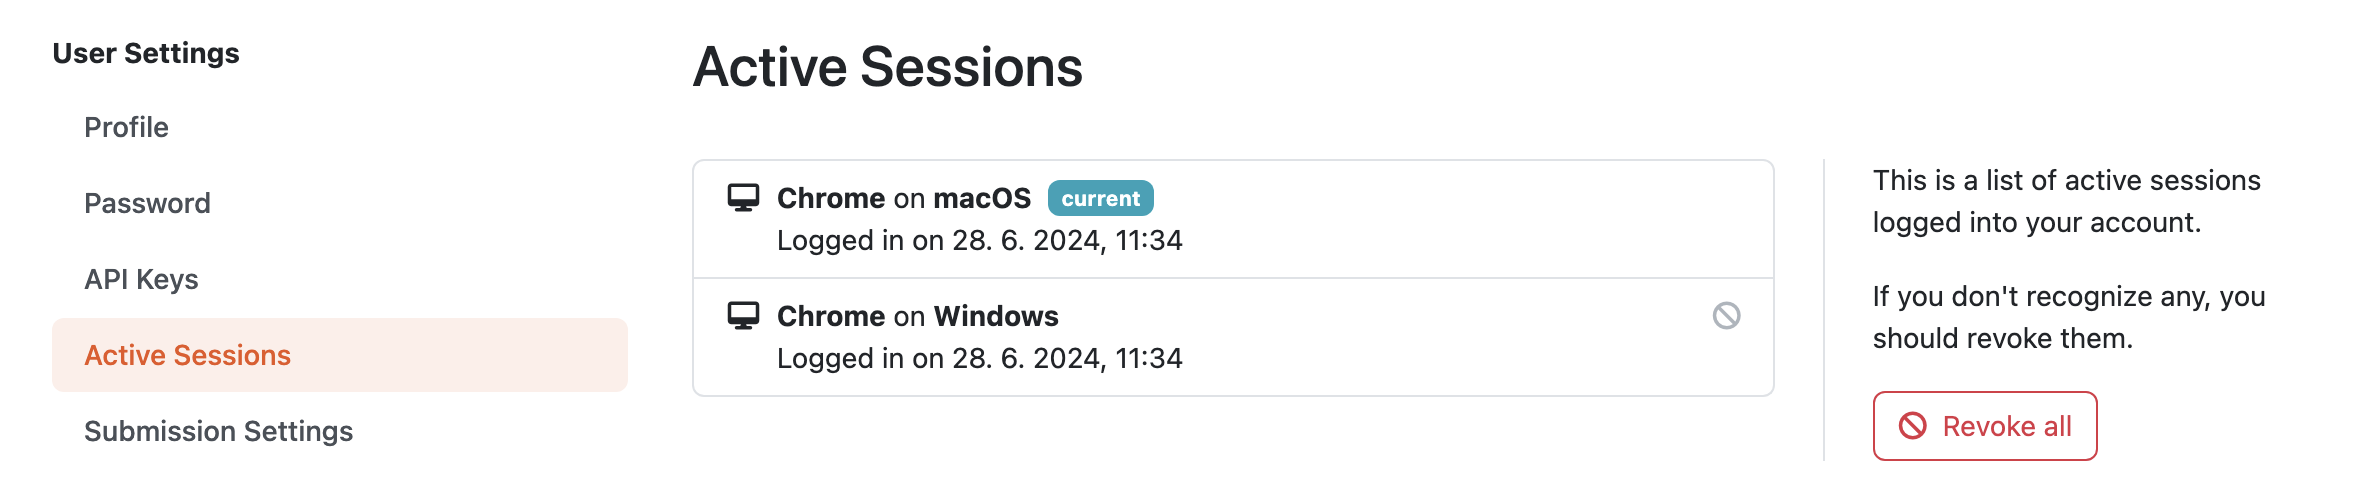 User Settings
Profile
Password
API Keys
Active Sessions
Submission Settings
Active Sessions
Chrome on macOS current
Logged in on 28. 6. 2024, 11:34
Chrome on Windows
Logged in on 28. 6. 2024, 11:34
This is a list of active sessions
logged into your account.
If you don't recognize any, you
should revoke them.
Revoke all